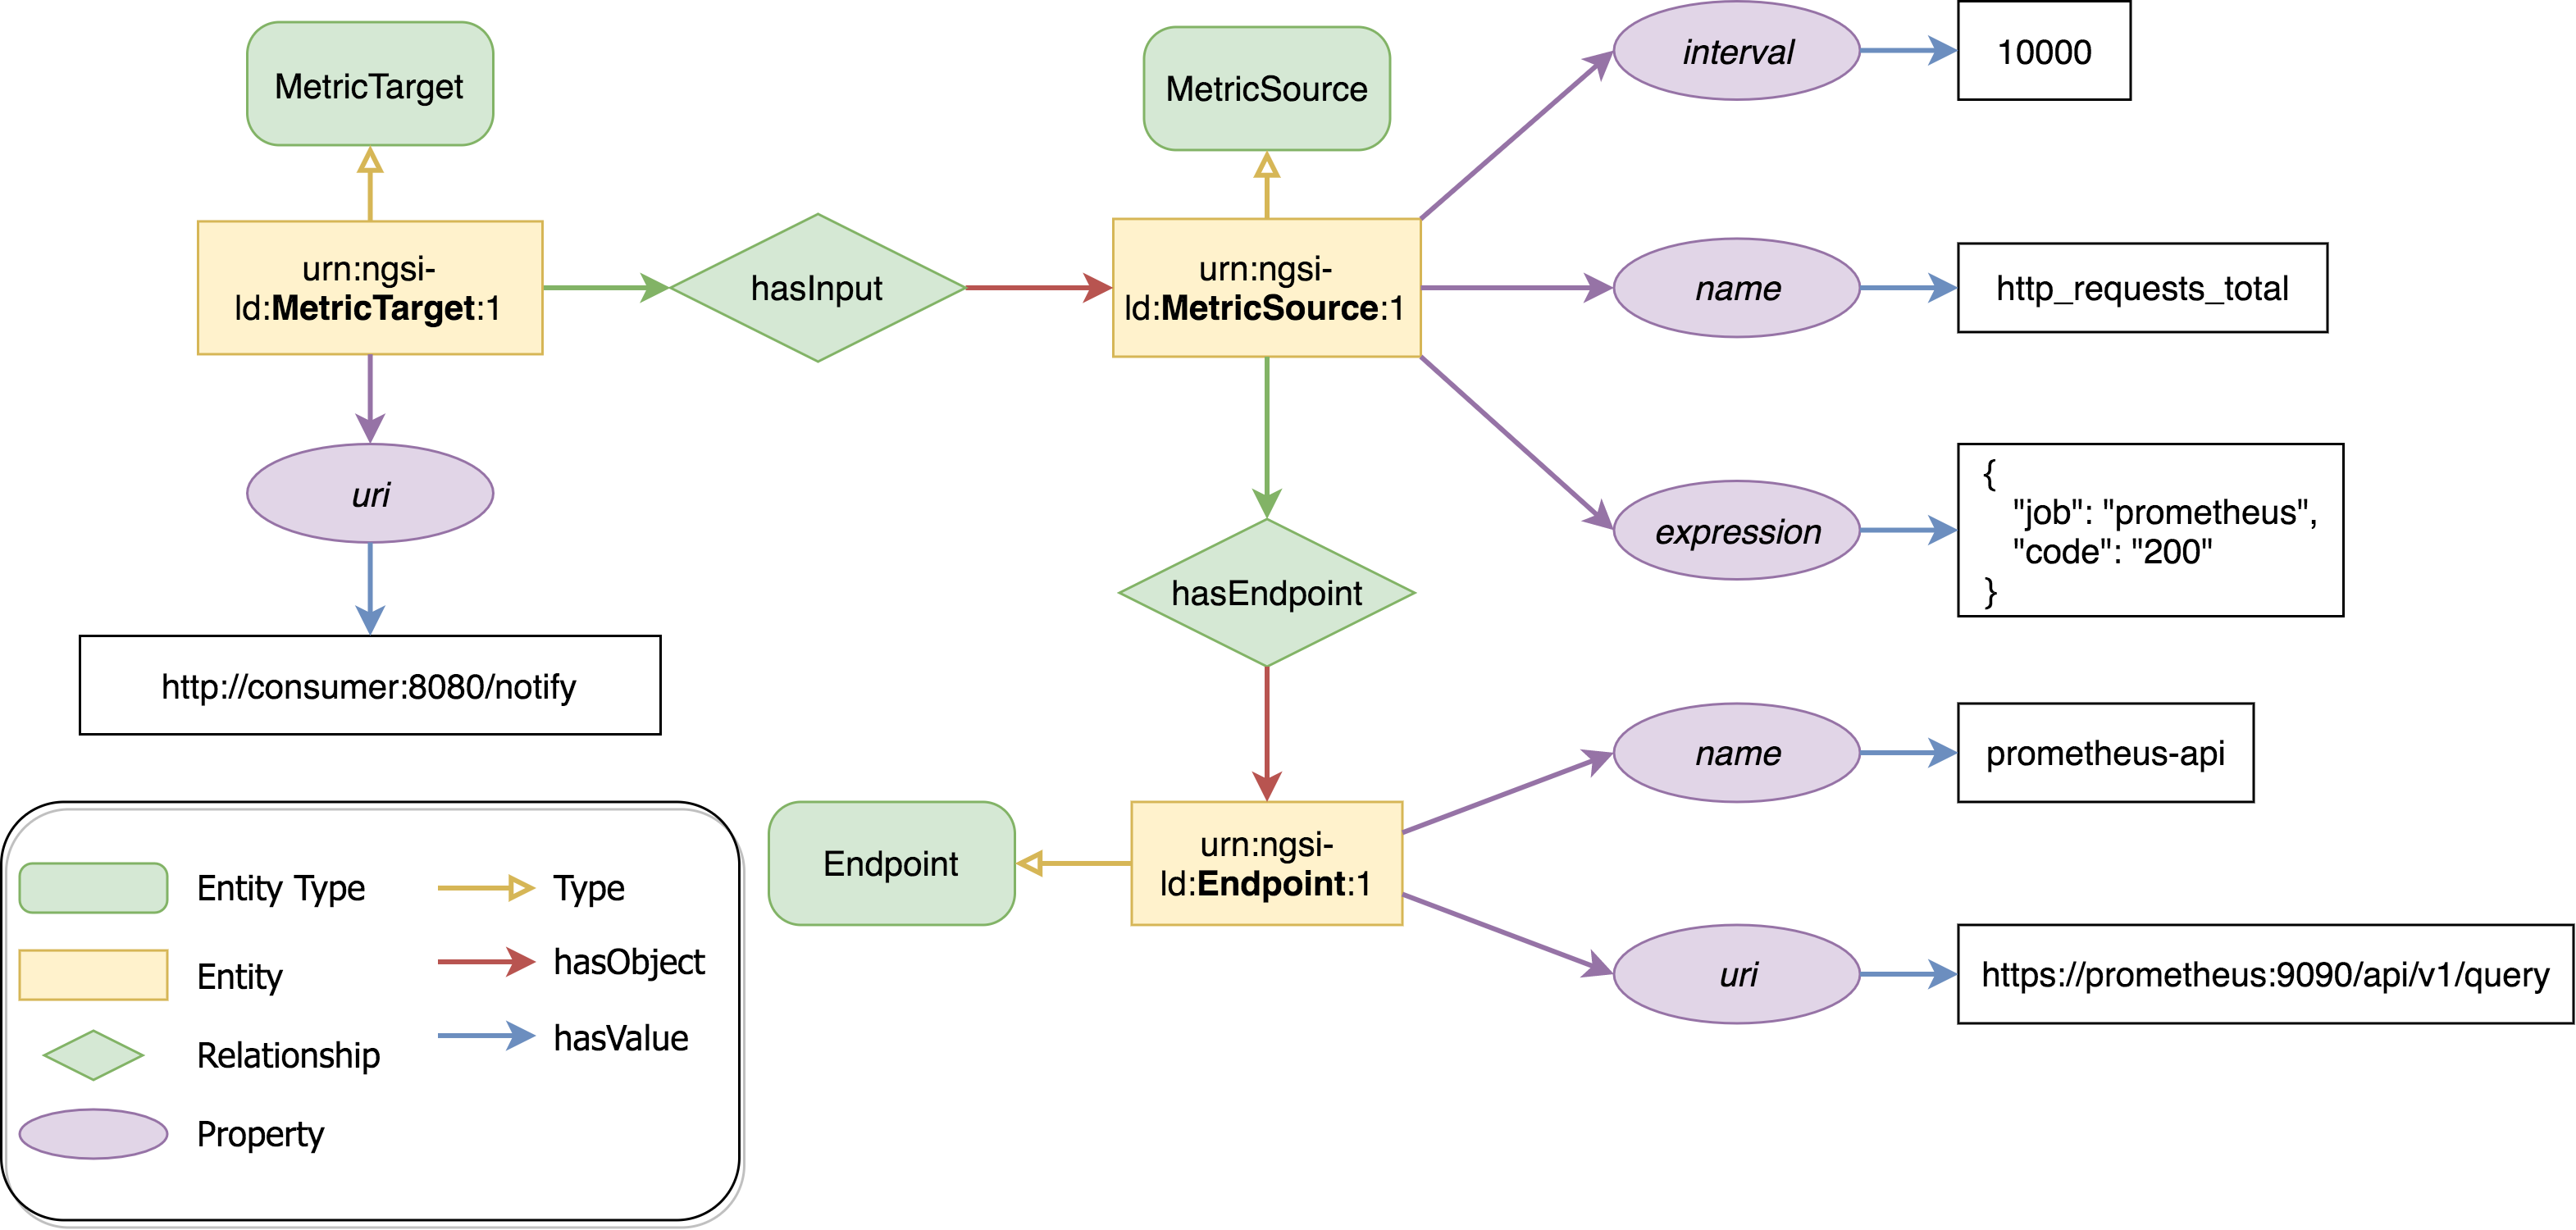 MetricTarget
MetricSource
interval
10000
urn:ngsi-
ld:MetricTarget:1
hasInput
urn:ngsi-
ld:MetricSource:1
name
http_requests_total
uri
expression
{
"job": "prometheus",
"code": "200"
}
hasEndpoint
http://consumer:8080/notify
name
prometheus-api
Endpoint
urn:ngsi-
ld:Endpoint:1
uri
https://prometheus:9090/api/v1/query
Entity Type
Type
Entity
hasObject
Relationship
hasValue
Property